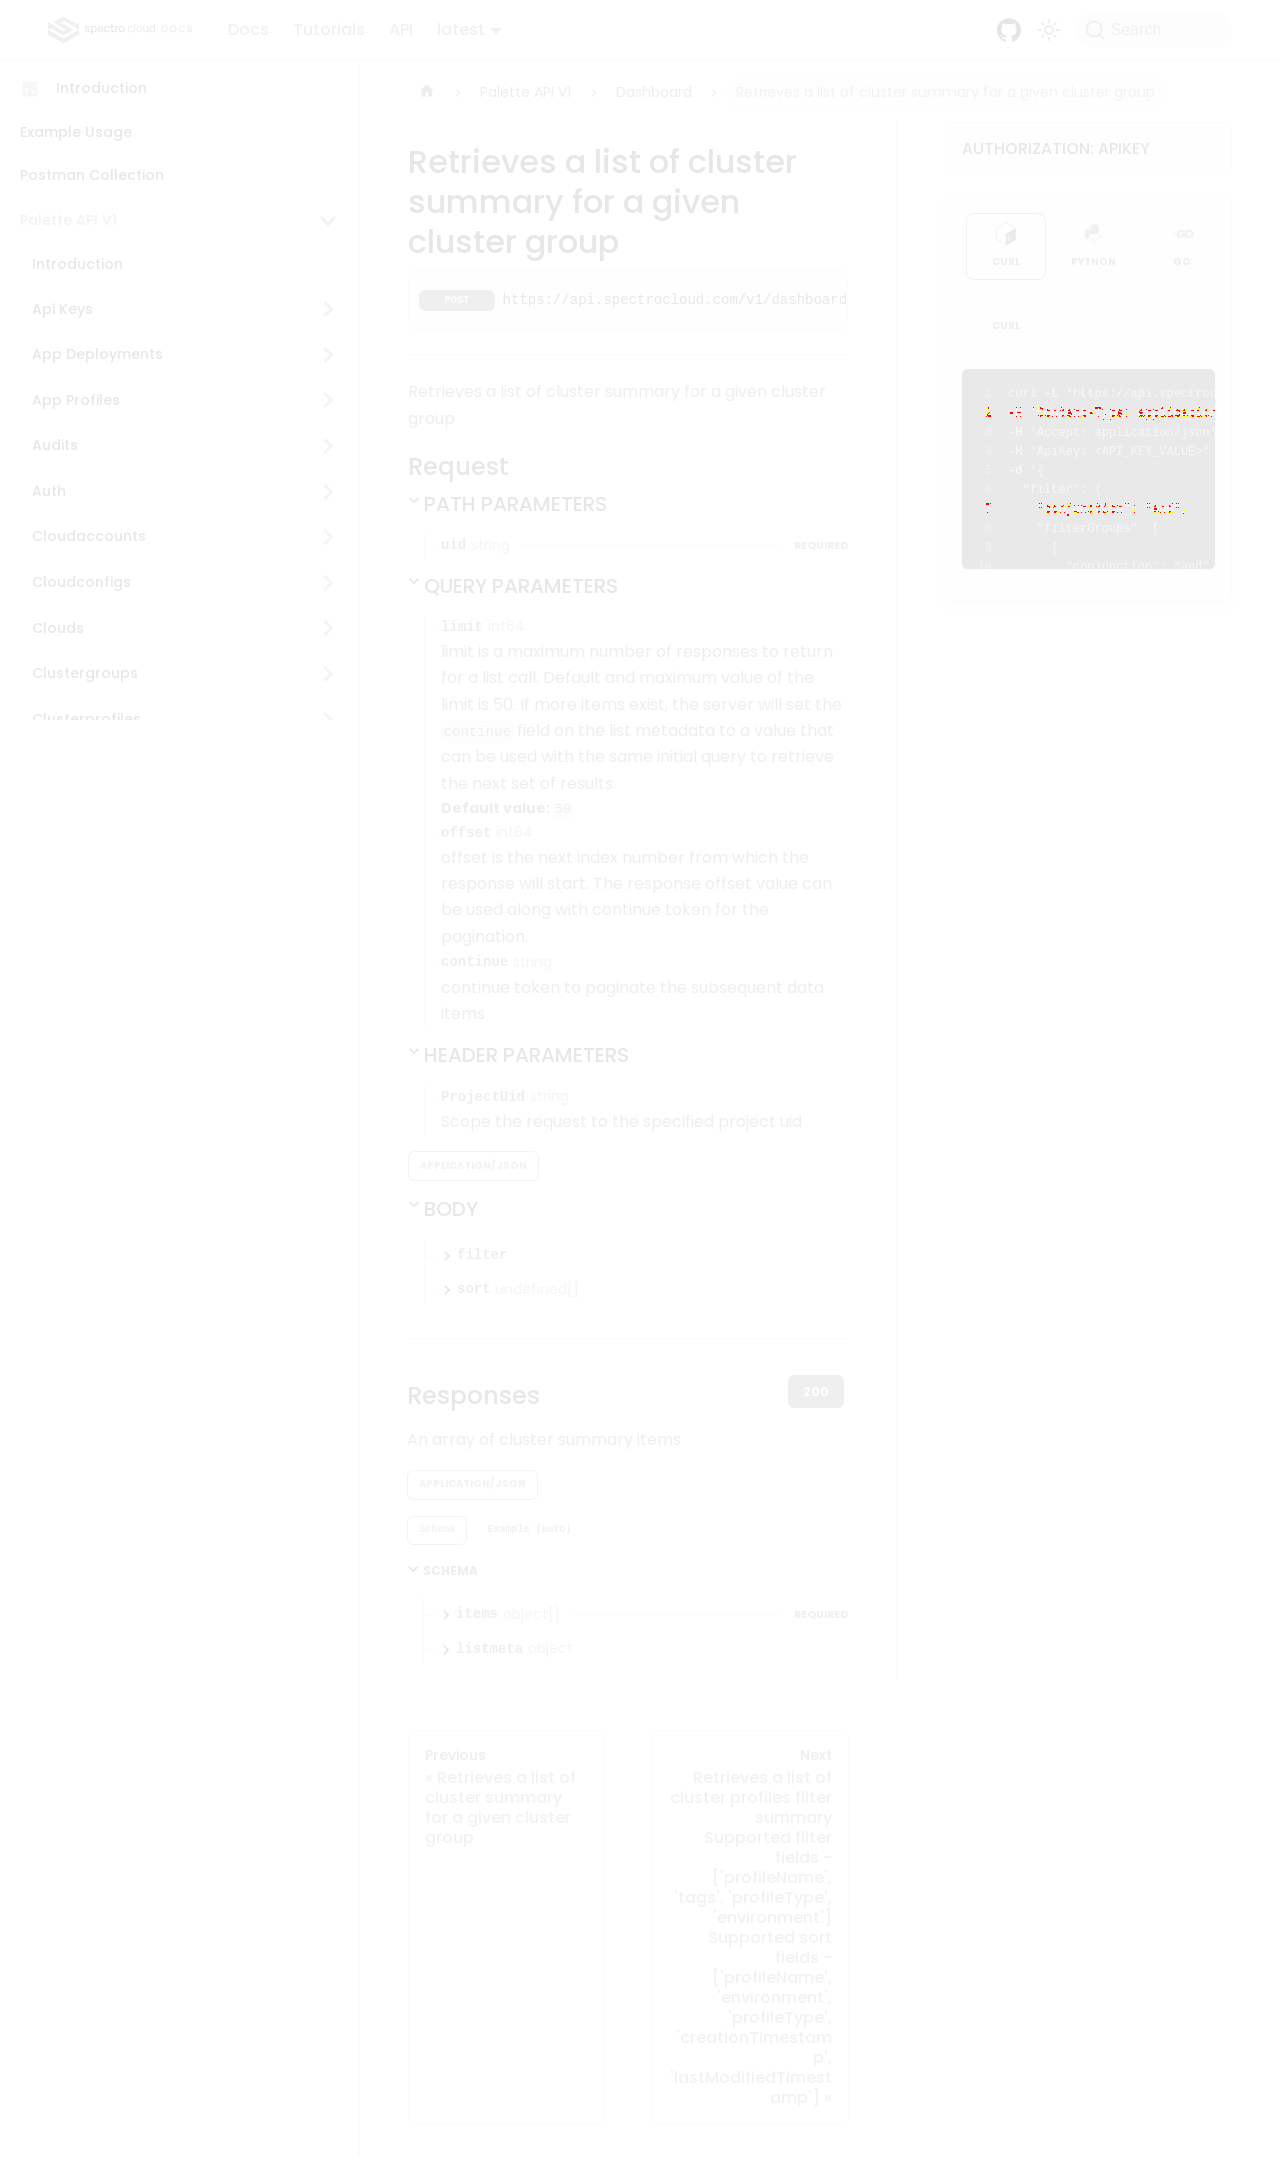 spectro cloud DOCS
Docs
Tutorials
API
latest
Search
Introduction
Example Usage
Postman Collection
Palette API V1
Introduction
Api Keys
App Deployments
App Profiles
Audits
Auth
Cloudaccounts
Cloudconfigs
Clouds
Clustergroups
Clusterprofiles
Palette API V1
Dashboard
Retrieves a list of cluster summary for a given cluster group
Retrieves a list of cluster
summary for a given
cluster group
POST https://api.spectrocloud.com/v1/dashboard
Retrieves a list of cluster summary for a given cluster
group
Request
PATH PARAMETERS
uid string REQUIRED
QUERY PARAMETERS
limit int64
limit is a maximum number of responses to return
for a list call. Default and maximum value of the
limit is 50. If more items exist, the server will set the
continue field on the list metadata to a value that
can be used with the same initial query to retrieve
the next set of results.
Default value: 50
offset int64
offset is the next index number from which the
response will start. The response offset value can
be used along with continue token for the
pagination.
continue string
continue token to paginate the subsequent data
items
HEADER PARAMETERS
ProjectUid string
Scope the request to the specified project uid
APPLICATION/JSON
BODY
filter
sort undefined[]
Responses
200
An array of cluster summary items
APPLICATION/JSON
Schema Example (auto)
SCHEMA
items object[] REQUIRED
listmeta object
Previous
« Retrieves a list of
cluster summary
for a given cluster
group
Next
Retrieves a list of
cluster profiles filter
summary
Supported filter
fields -
['profileName',
'tags', 'profileType',
'environment']
Supported sort
fields -
['profileName',
'environment',
'profileType',
'creationTimestam
p',
'lastModifiedTimest
amp'] »
AUTHORIZATION: APIKEY
CURL
PYTHON
GO
CURL
1 curl -L 'https://api.spectroc
2 -H 'Content-Type: application
3 -H 'Accept: application/json'
4 -H 'ApiKey: <API_KEY_VALUE>'
5 -d '{
6 "filter": {
7 "conjunction": "and",
8 "filterGroups": [
9 {
10 "conjunction": "and"